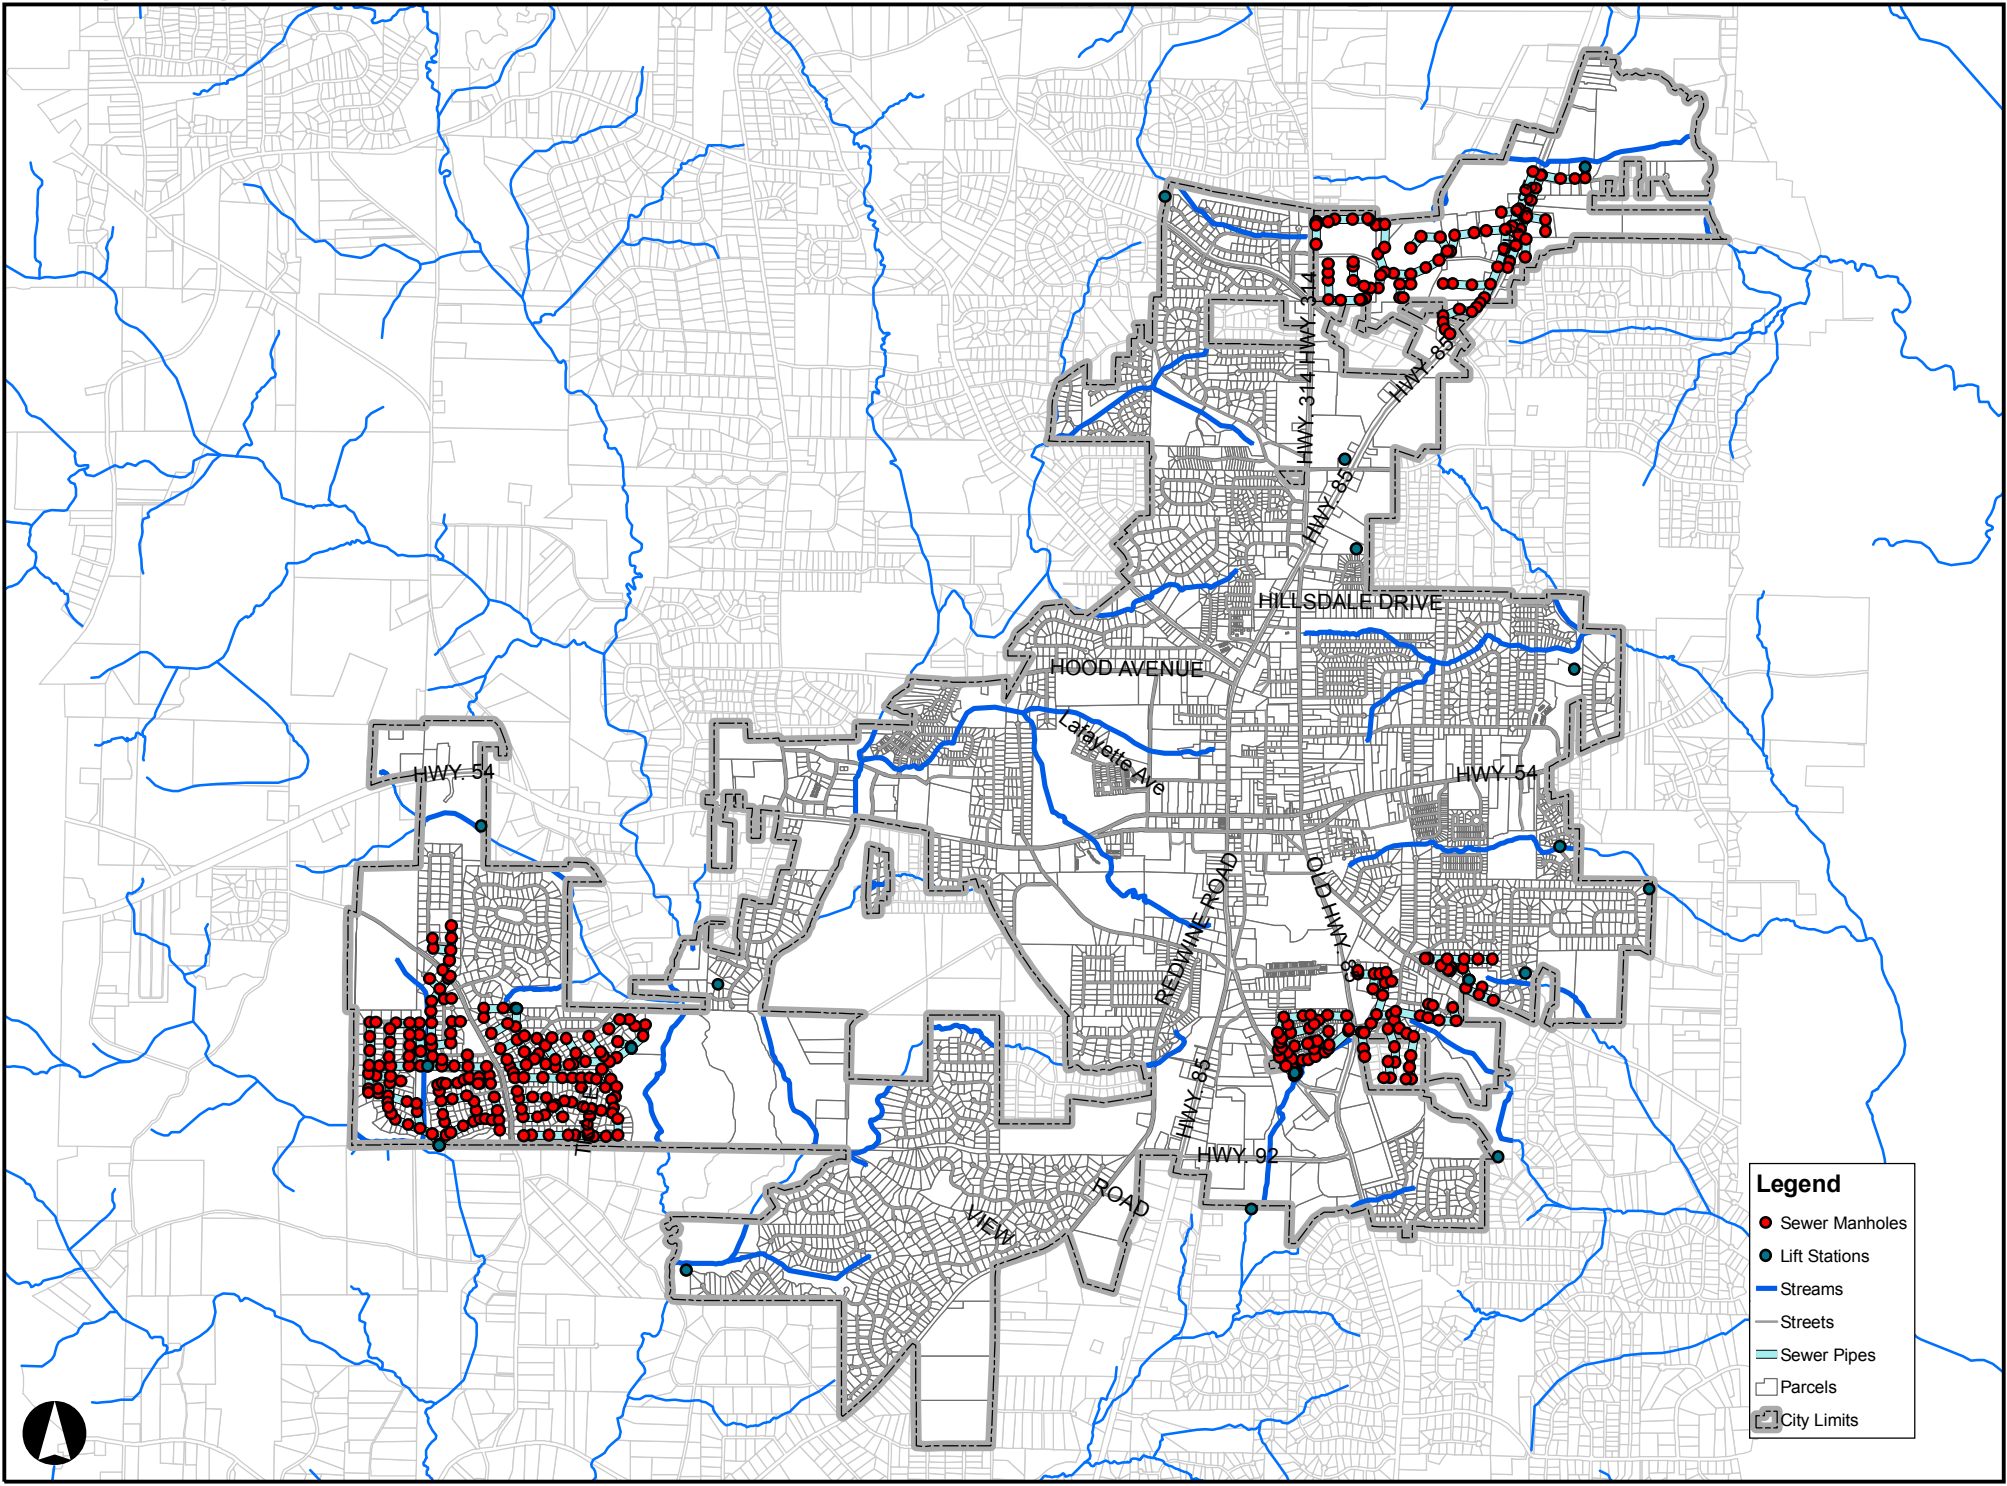 HWY. 314
HWY. 314
HWY. 85
HWY. 85
HILLSDALE DRIVE
HOOD AVENUE
Lafayette Ave
HWY. 54
HWY. 54
REDWINE ROAD
OLD HWY. 85
HWY. 85
HWY. 92
ROAD
VIEW
Legend
Sewer Manholes
Lift Stations
Streams
Streets
Sewer Pipes
Parcels
City Limits